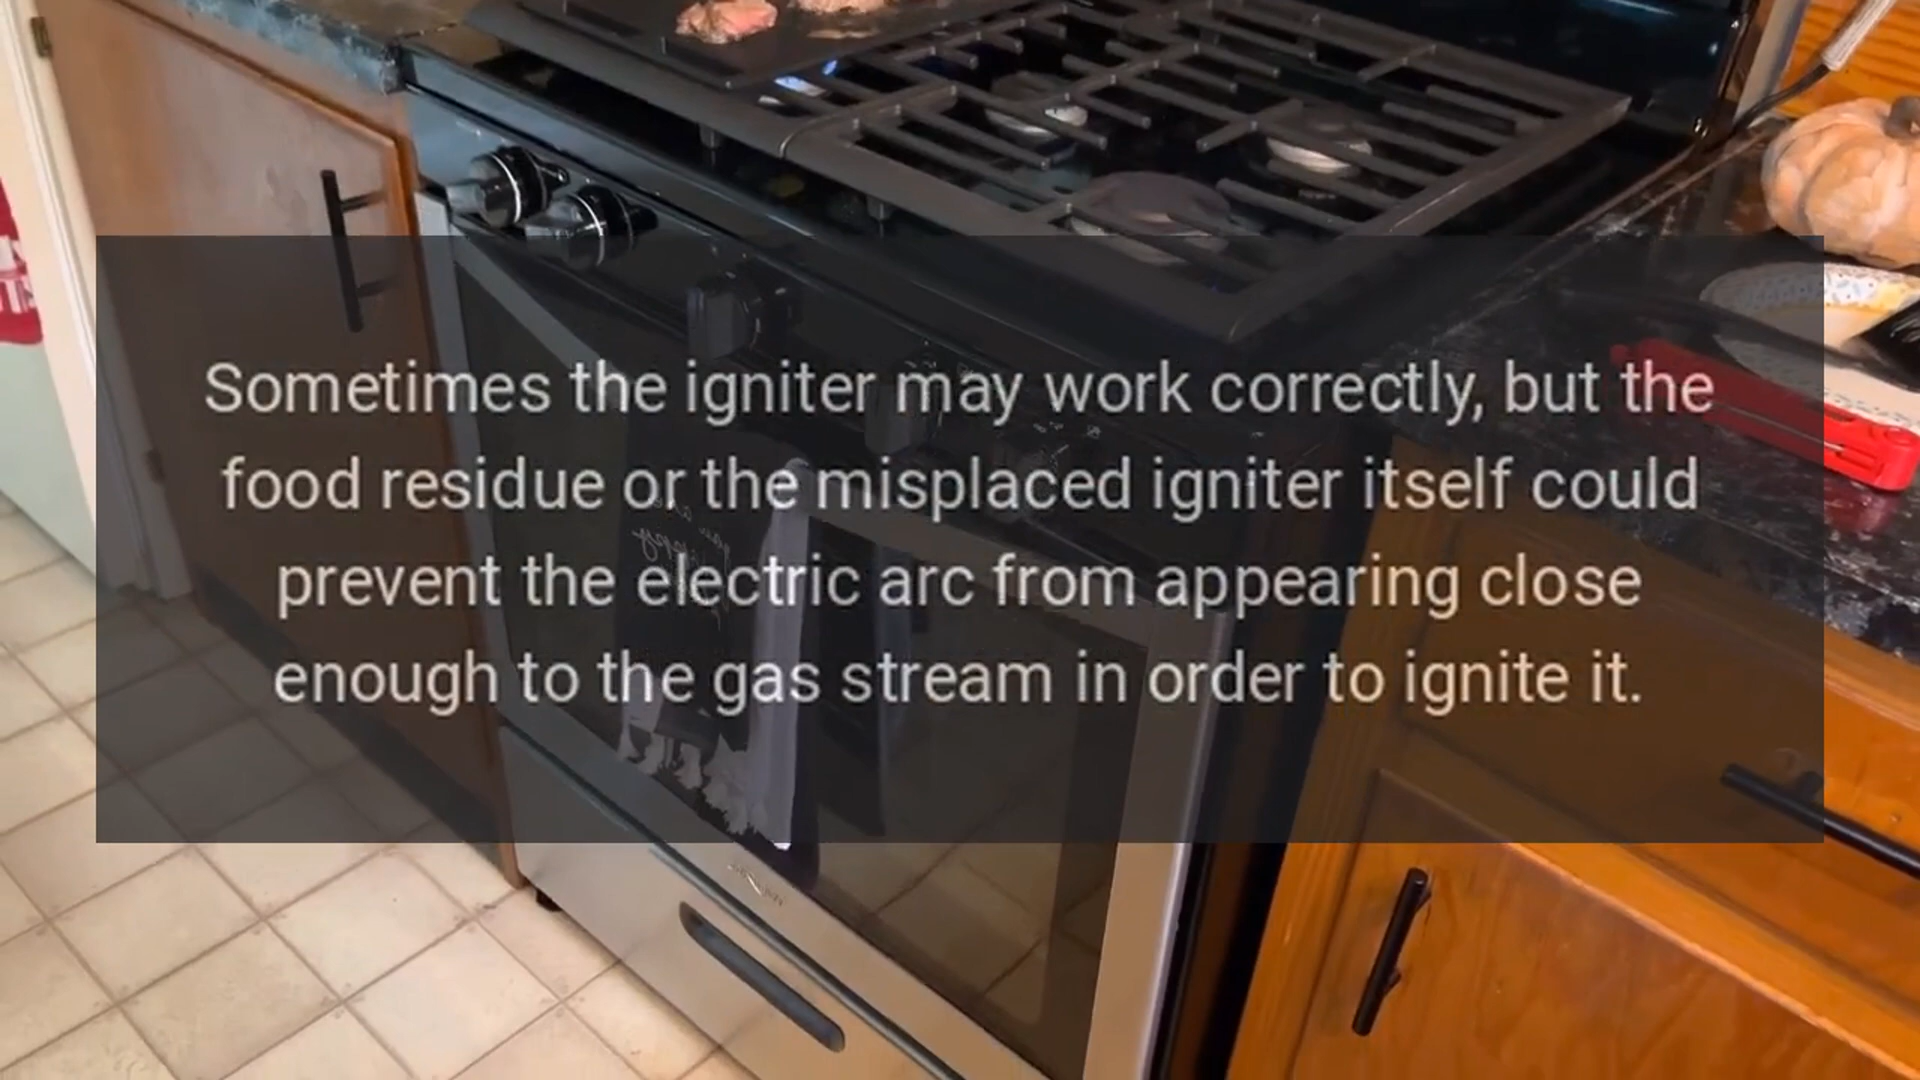 Sometimes the igniter may work correctly, but the
food residue or the misplaced igniter itself could
prevent the electric arc from appearing close
enough to the gas stream in order to ignite it.